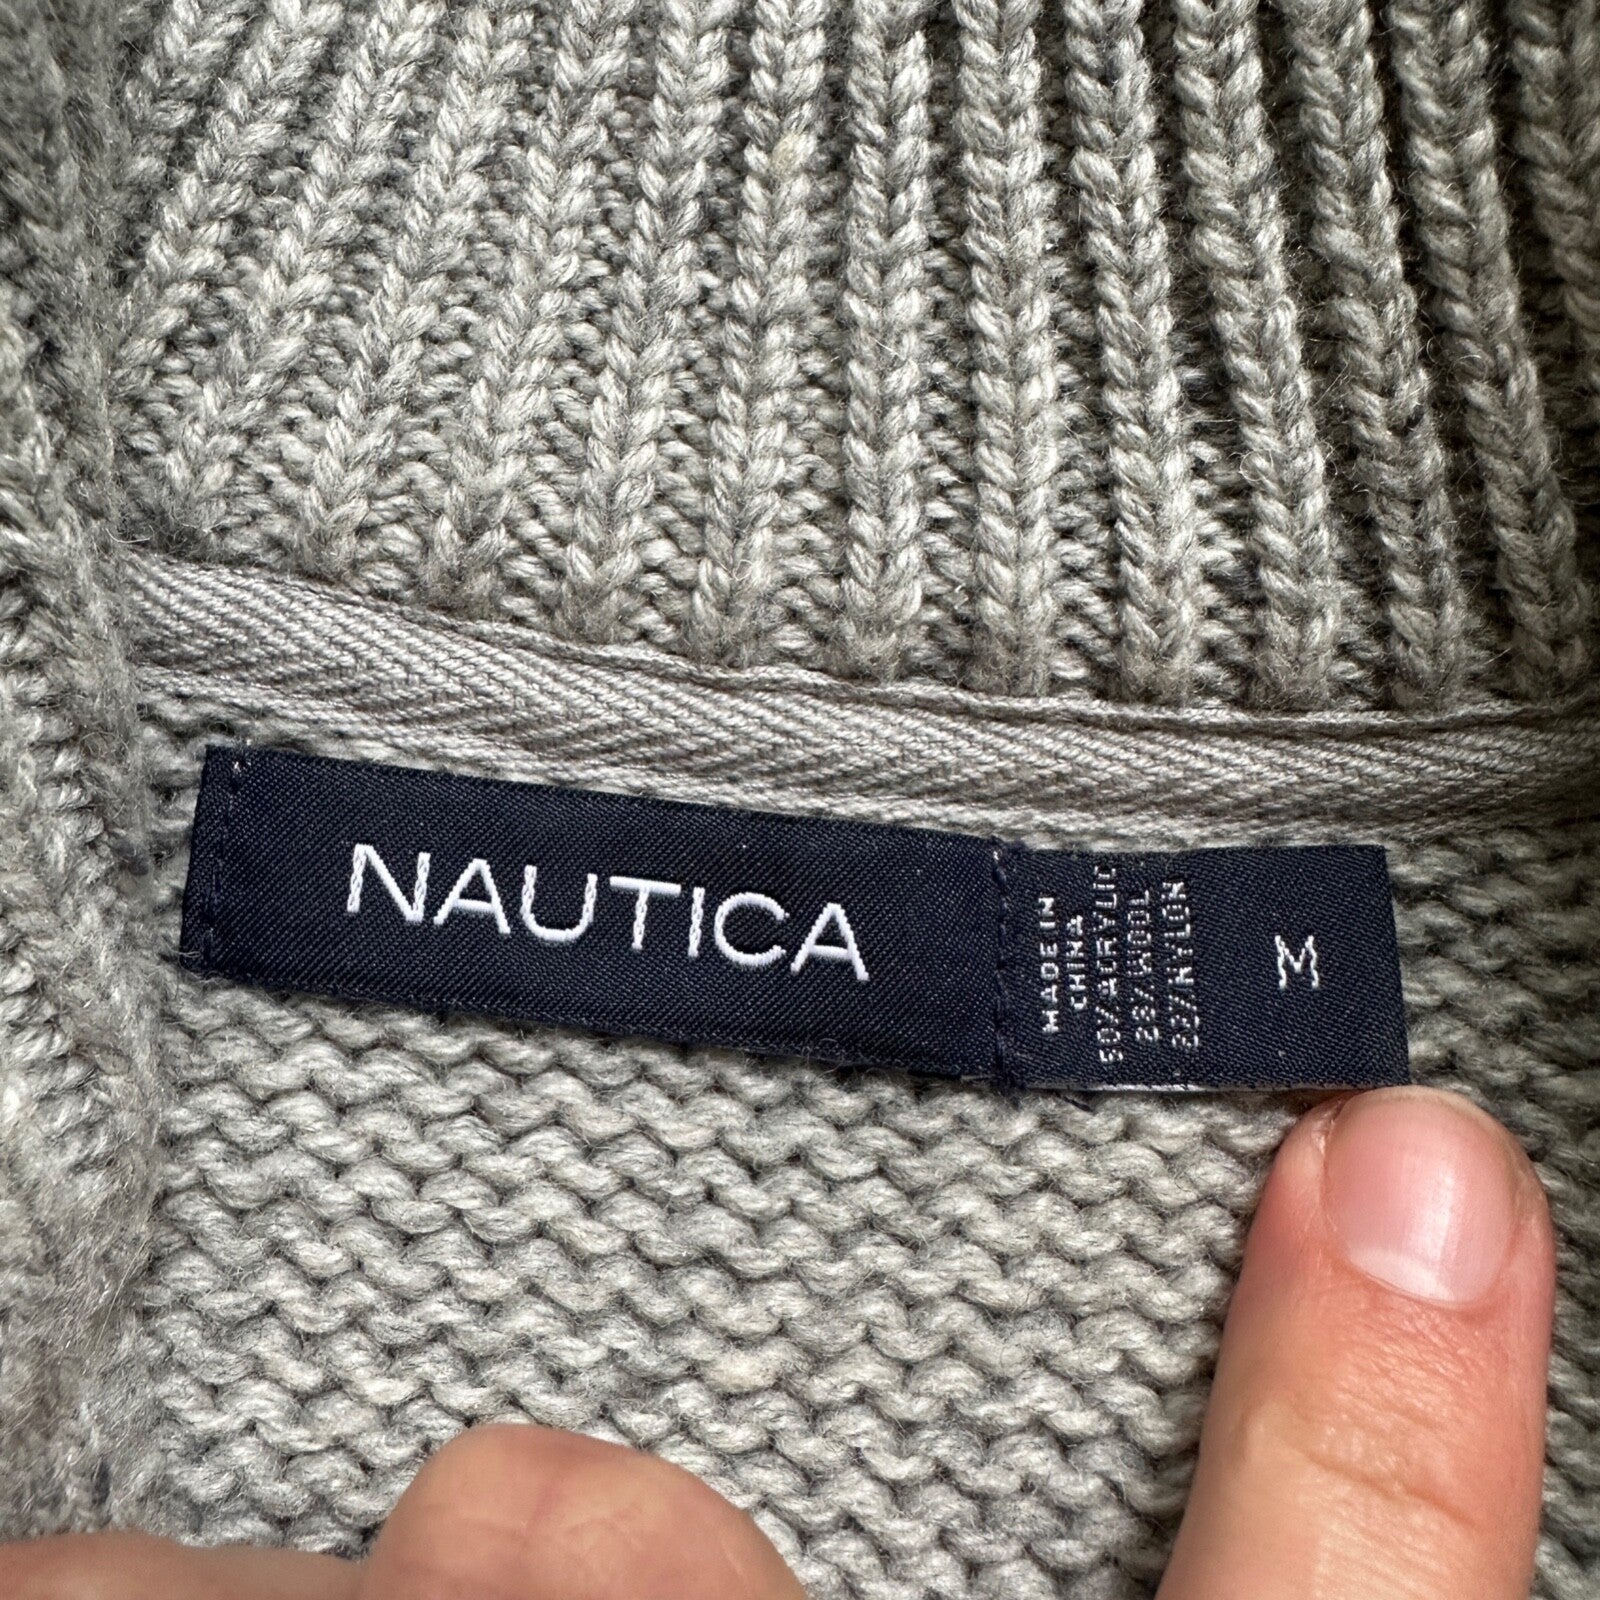 NAUTICA
MADE IN
CHINA
50% ACRYLIC
28% WOOL
22% NYLON
M